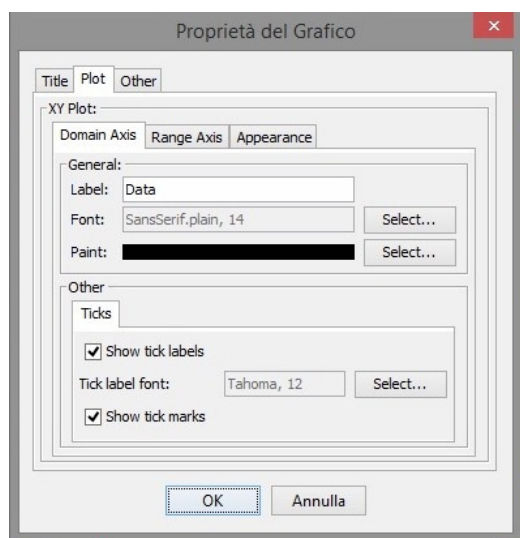 Proprietà del Grafico
Title Plot Other
XY Plot:
Domain Axis Range Axis Appearance
General:
Label: Data
Font: SansSerif.plain, 14 Select...
Paint: Select...
Other
Ticks
Show tick labels
Tick label font: Tahoma, 12 Select...
Show tick marks
OK Annulla